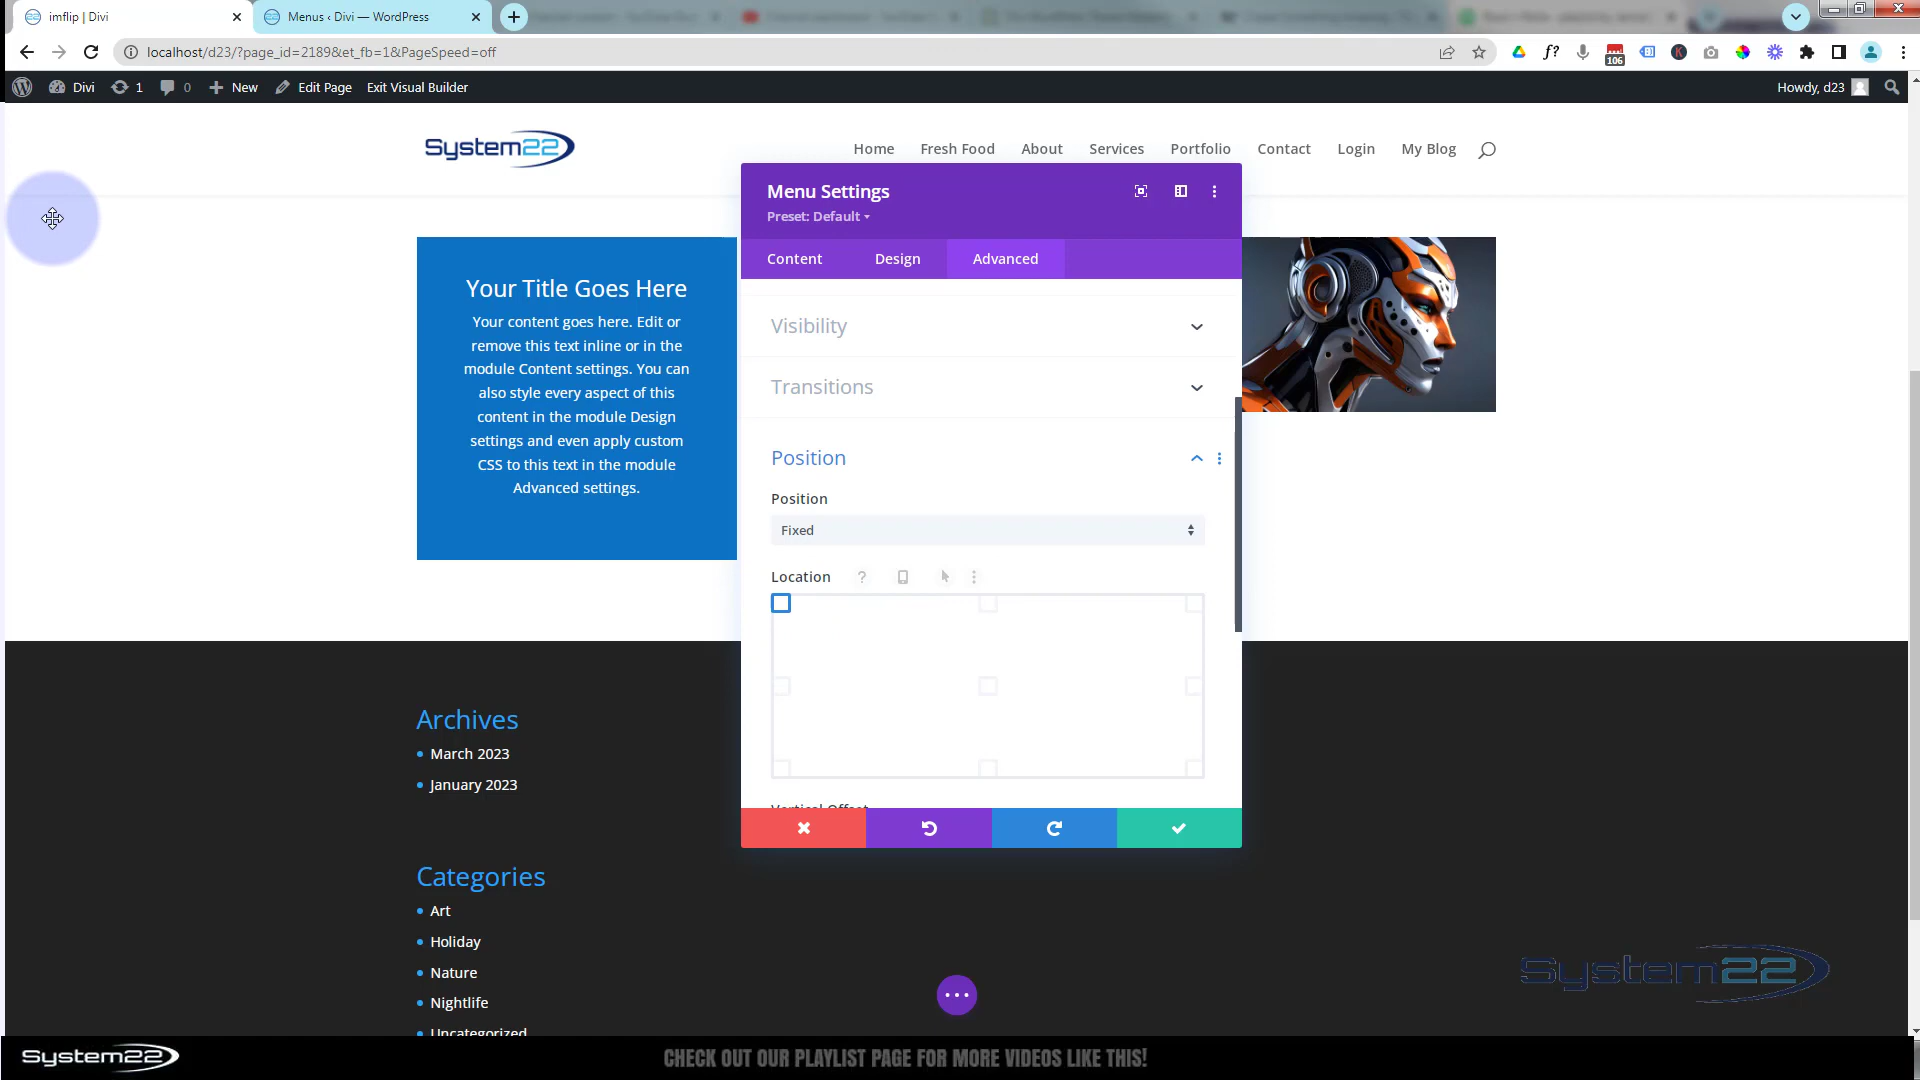 imflip | Divi
Menus ‹ Divi — WordPress
localhost/d23/?page_id=2189&et_fb=1&PageSpeed=off
106
Divi 1 0 New Edit Page Exit Visual Builder
Howdy, d23
System22
Home Fresh Food About Services Portfolio Contact Login My Blog
Menu Settings
Preset: Default
Content Design Advanced
Your Title Goes Here
Your content goes here. Edit or
remove this text inline or in the
module Content settings. You can
also style every aspect of this
content in the module Design
settings and even apply custom
CSS to this text in the module
Advanced settings.
Visibility
Transitions
Position
Position
Fixed
Location
Vertical Offset
Archives
March 2023
January 2023
Categories
Art
Holiday
Nature
Nightlife
Uncategorized
System22
System22
CHECK OUT OUR PLAYLIST PAGE FOR MORE VIDEOS LIKE THIS!